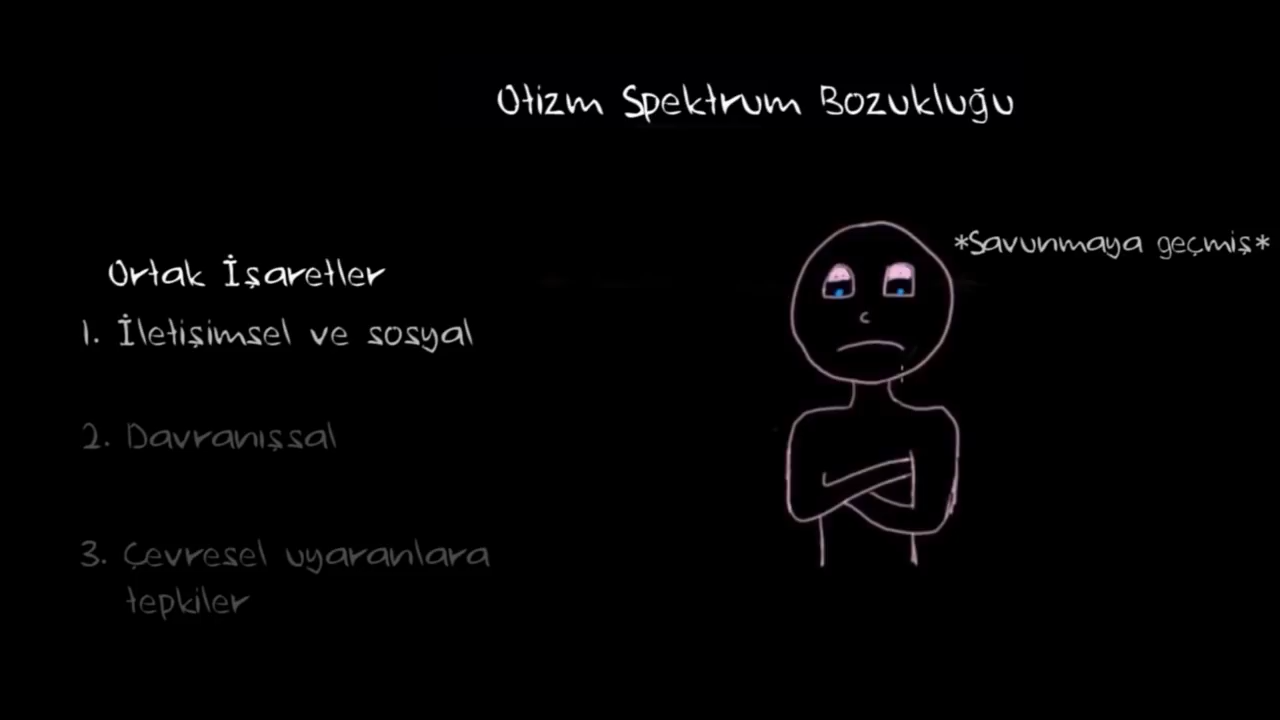 Otizm Spektrum Bozukluğu
*Savunmaya geçmiş*
Ortak İşaretler
1. İletişimsel ve sosyal
2. Davranışsal
3. Çevresel uyaranlara
tepkiler